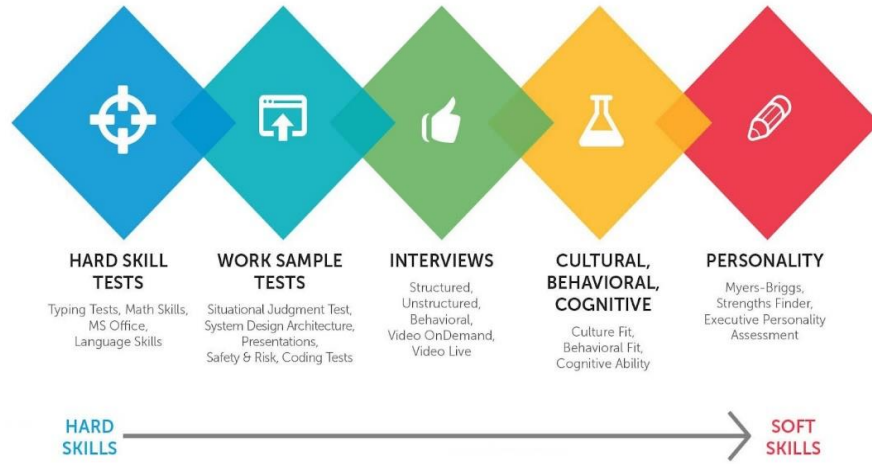 HARD SKILL
TESTS
Typing Tests, Math Skills,
MS Office,
Language Skills
WORK SAMPLE
TESTS
Situational Judgment Test,
System Design Architecture,
Presentations,
Safety & Risk, Coding Tests
INTERVIEWS
Structured,
Unstructured,
Behavioral,
Video OnDemand,
Video Live
CULTURAL,
BEHAVIORAL,
COGNITIVE
Culture Fit,
Behavioral Fit,
Cognitive Ability
PERSONALITY
Myers-Briggs,
Strengths Finder,
Executive Personality
Assessment
HARD
SKILLS
SOFT
SKILLS